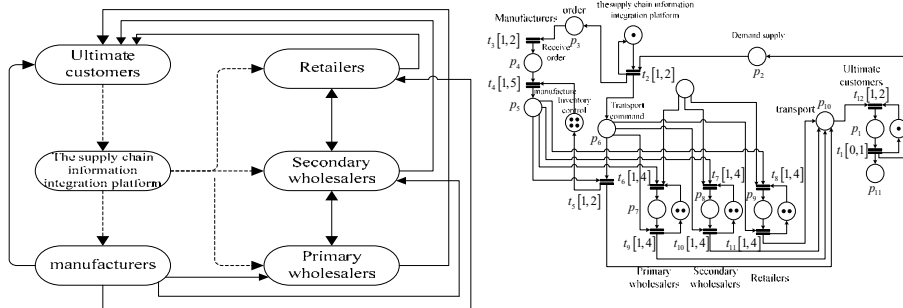 Ultimate
customers
Retailers
The supply chain
information
integration platform
Secondary
wholesalers
manufacturers
Primary
wholesalers
Manufacturers
order
the supply chain information
integration platform
p3
t3 [1,2]
Receive
order
p4
t2 [1,2]
Demand supply
p2
Ultimate
customers
t4 [1,5]
manufacture
Inventory
control
p5
Transport
command
p6
transport
p10
t12 [1,2]
p1
t1 [0,1]
p11
t5 [1,2]
t6 [1,4]
t7 [1,4]
t8 [1,4]
p7
p8
p9
t9 [1,4]
t10 [1,4]
t11 [1,4]
Primary
wholesalers
Secondary
wholesalers
Retailers